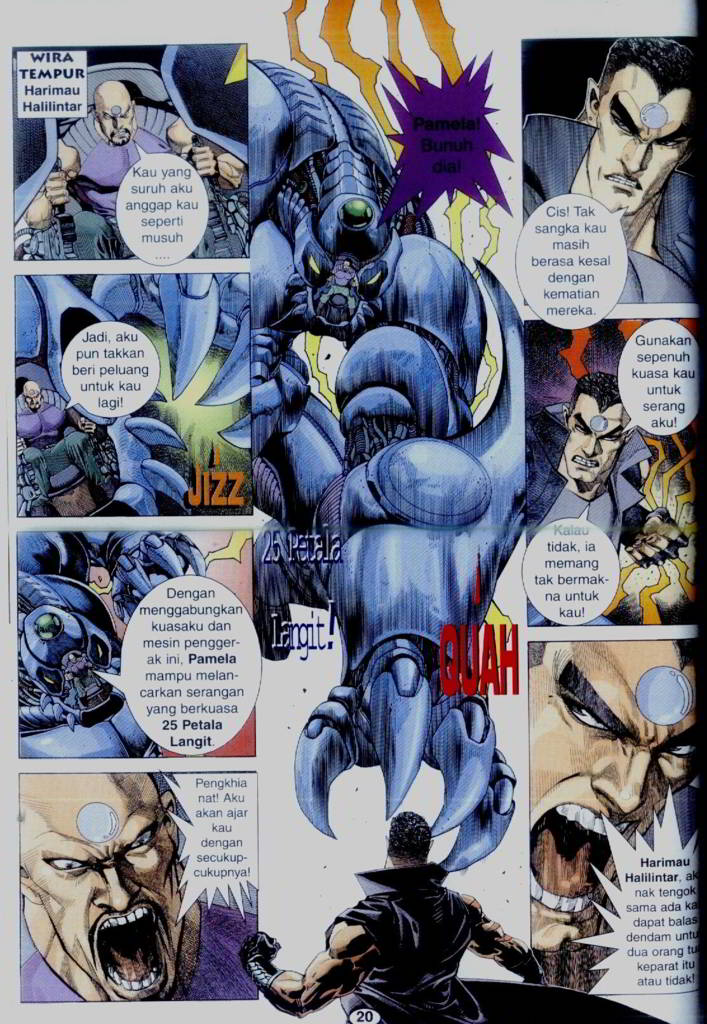 WIRA
TEMPUR
Harimau
Halilintar
Kau yang
suruh aku
anggap kau
seperti
musuh
....
Jadi, aku
pun takkan
beri peluang
untuk kau
lagi!
JIZZ
Dengan
menggabungkan
kuasaku dan
mesin pengger-
ak ini, Pamela
mampu melan-
carkan serangan
yang berkuasa
25 Petala
Langit.
Pengkhia
nat! Aku
akan ajar
kau
dengan
secukup-
cukupnya!
Pamela!
Bunuh
dia!
25 Petala
Langit!
QUAH
Cis! Tak
sangka kau
masih
berasa kesal
dengan
kematian
mereka.
Gunakan
sepenuh
kuasa kau
untuk
serang
aku!
Kalau
tidak, ia
memang
tak bermak-
na untuk
kau!
Harimau
Halilintar,
nak tengok
sama ada
dapat balas
dendam
dua orang
keparat itu
atau tidak!
20